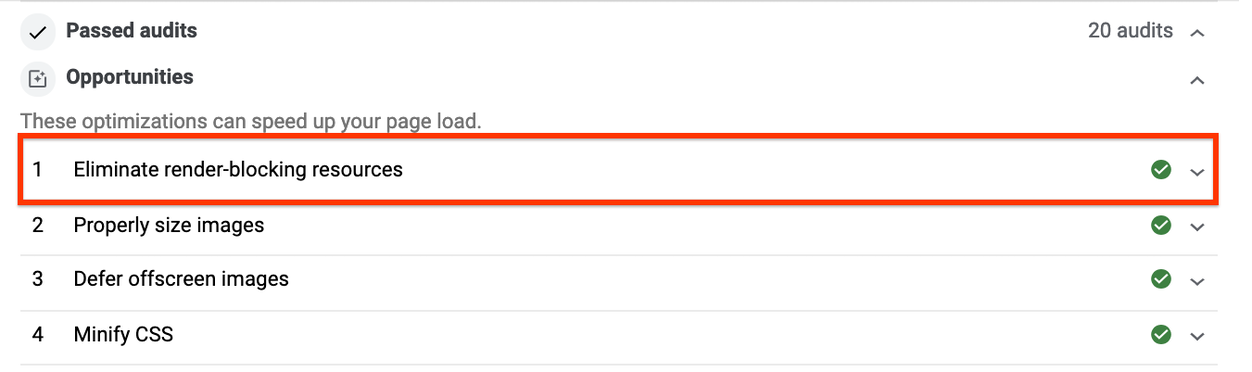 Passed audits 20 audits
Opportunities
These optimizations can speed up your page load.
1 Eliminate render-blocking resources
2 Properly size images
3 Defer offscreen images
4 Minify CSS